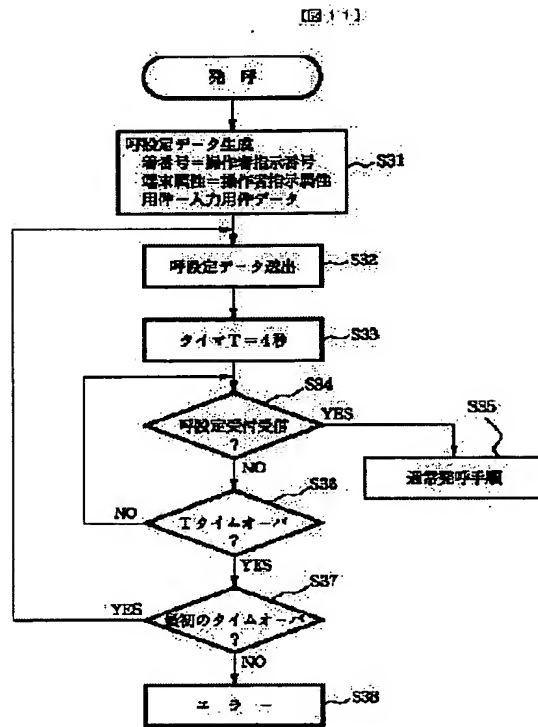 【図11】
発 呼
呼設定データ生成
着番号=操作者指示番号
端末属性=操作者指示属性
用件=入力用件データ
S31
呼設定データ送出
S32
タイマT=4秒
S33
S34
呼設定受付受信
?
YES
NO
S35
通常発呼手順
S36
Tタイムオーバ
?
NO
YES
S37
最初のタイムオーバ
?
YES
NO
エ ラ ー
S38